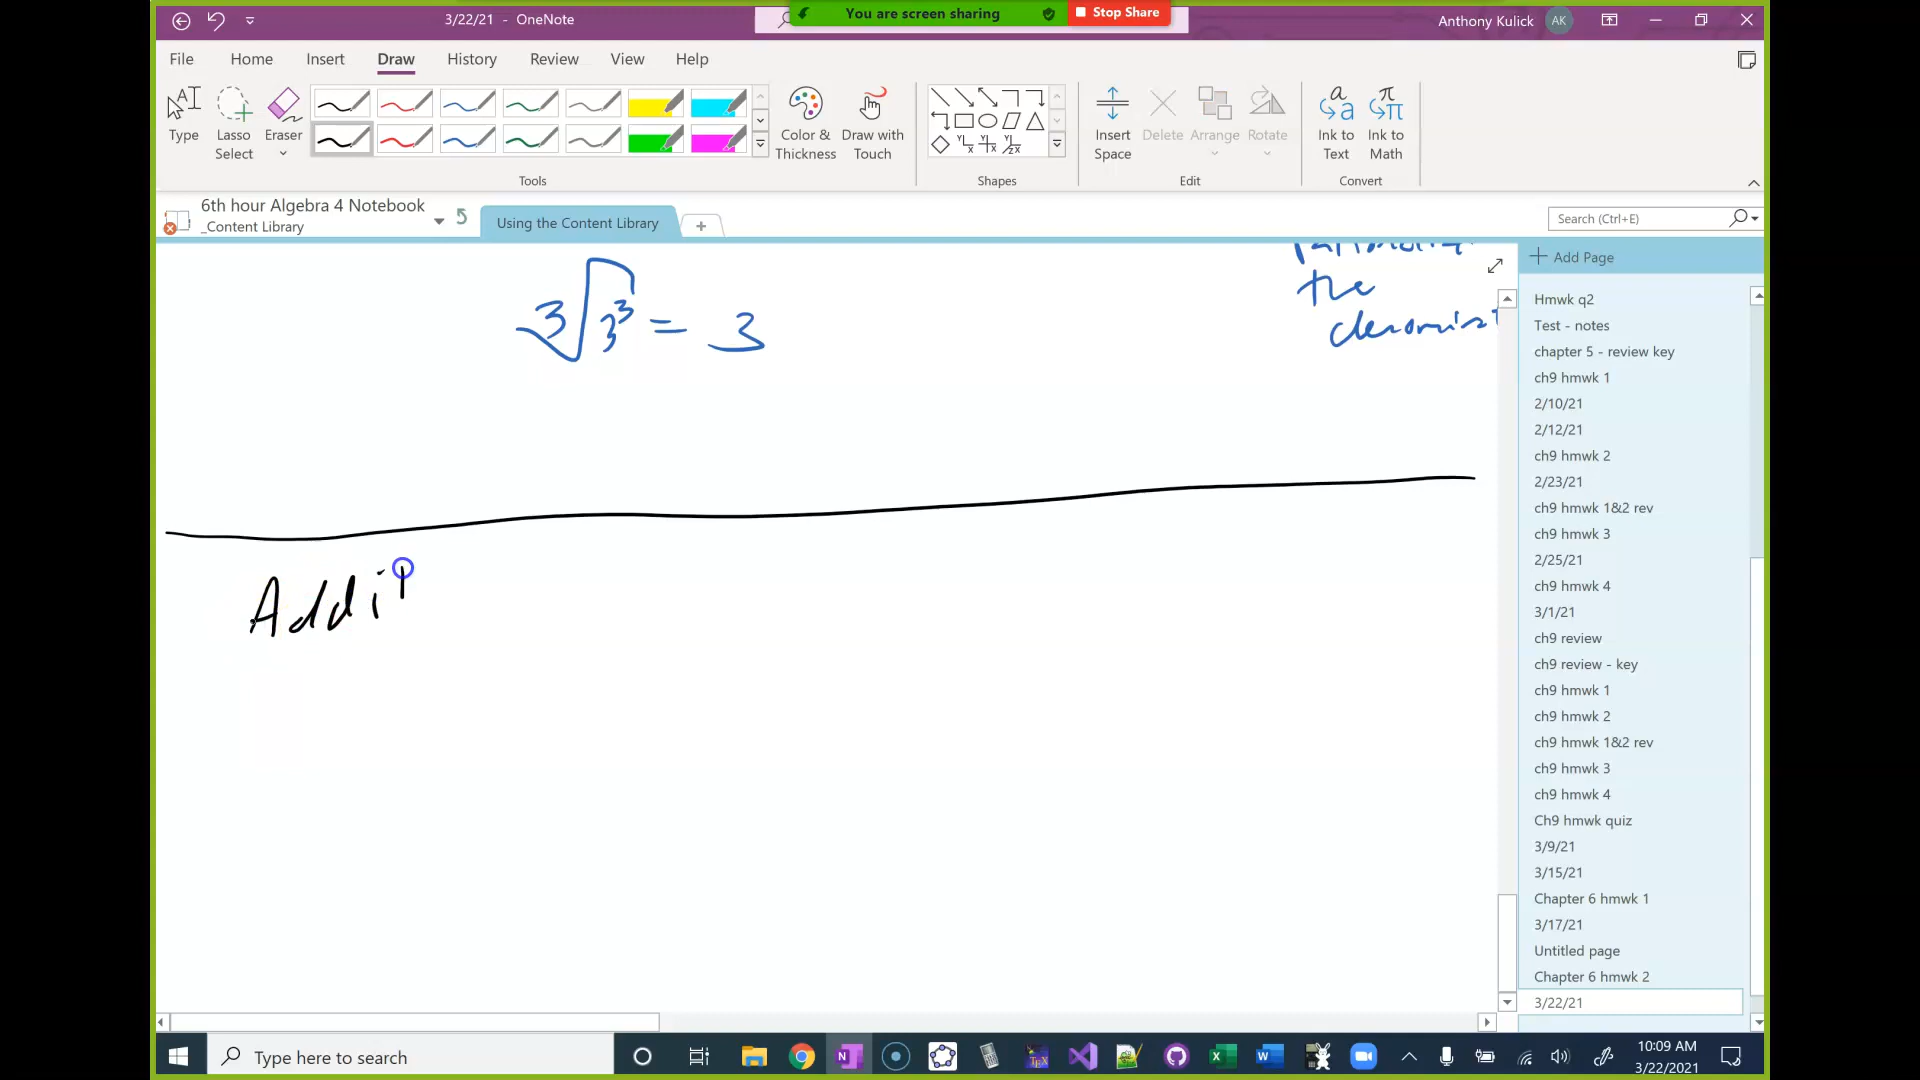 3/22/21 - OneNote
You are screen sharing
Stop Share
Anthony Kulick
AK
File Home Insert Draw History Review View Help
Type
Lasso Select
Eraser
Color & Thickness
Draw with Touch
Insert Space
Delete
Arrange
Rotate
Ink to Text
Ink to Math
Tools
Shapes
Edit
Convert
6th hour Algebra 4 Notebook
_Content Library
Using the Content Library
Search (Ctrl+E)
∛3³ = 3
the
Addit
Add Page
Hmwk q2
Test - notes
chapter 5 - review key
ch9 hmwk 1
2/10/21
2/12/21
ch9 hmwk 2
2/23/21
ch9 hmwk 1&2 rev
ch9 hmwk 3
2/25/21
ch9 hmwk 4
3/1/21
ch9 review
ch9 review - key
ch9 hmwk 1
ch9 hmwk 2
ch9 hmwk 1&2 rev
ch9 hmwk 3
ch9 hmwk 4
Ch9 hmwk quiz
3/9/21
3/15/21
Chapter 6 hmwk 1
3/17/21
Untitled page
Chapter 6 hmwk 2
3/22/21
Type here to search
10:09 AM
3/22/2021